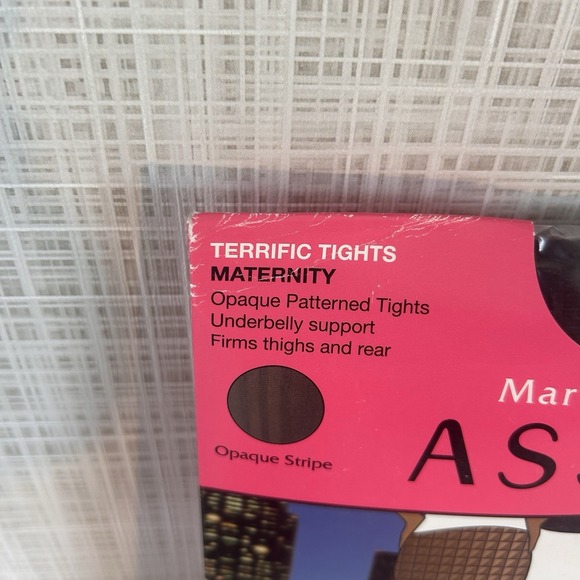 TERRIFIC TIGHTS
MATERNITY
Opaque Patterned Tights
Underbelly support
Firms thighs and rear
Opaque Stripe